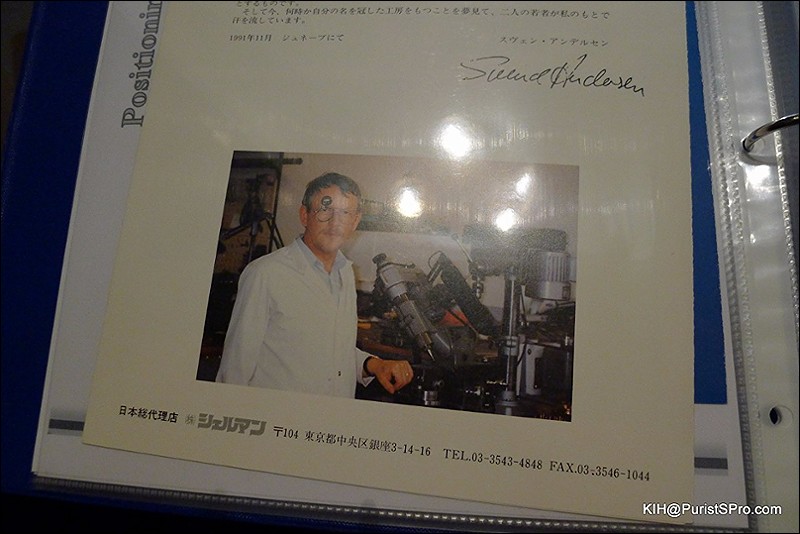 とするものです。
そして今、何時か自分の名を冠した工房をもつことを夢見て、二人の若者が私のもとで
汗を流しています。
1991年11月 ジュネーブにて
スヴェン・アンデルセン
Svend Andersen
Positionin
日本総代理店 ㈱ シェルマン 〒104 東京都中央区銀座3-14-16 TEL.03-3543-4848 FAX.03-3546-1044
KIH@PuristSPro.com